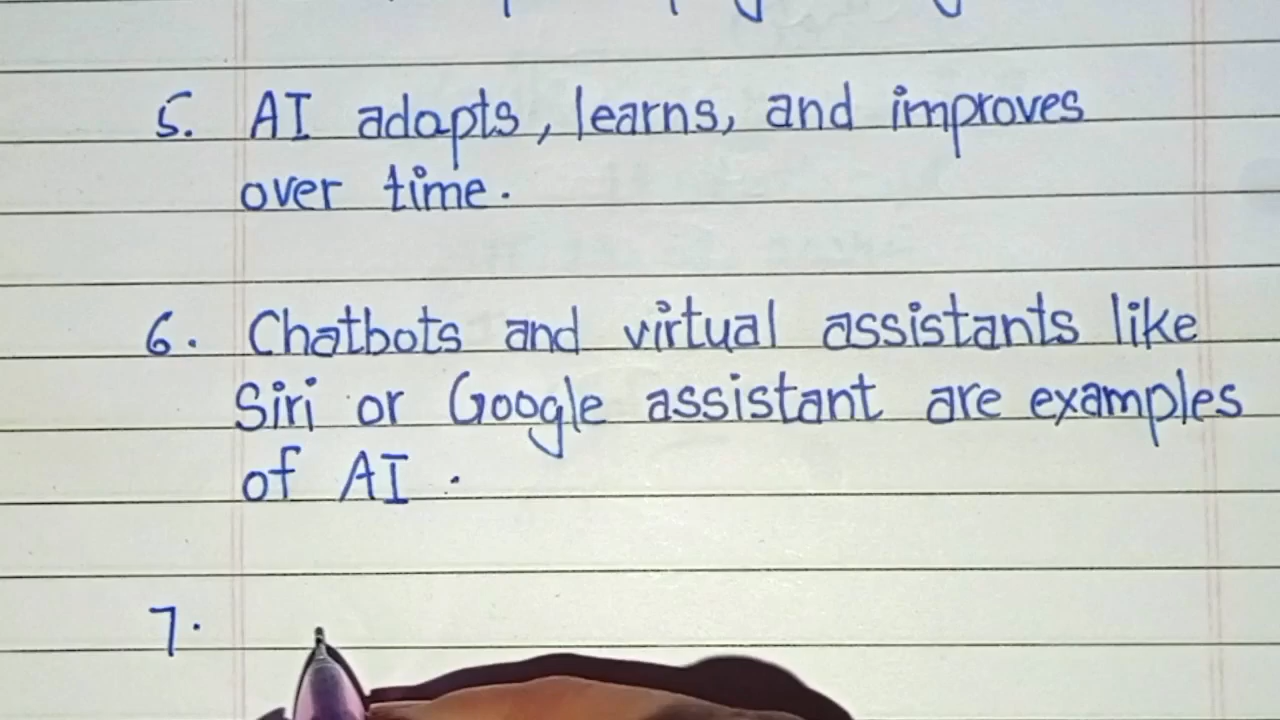 5. AI adapts, learns, and improves
over time.
6. Chatbots and virtual assistants like
Siri or Google assistant are examples
of AI.
7.